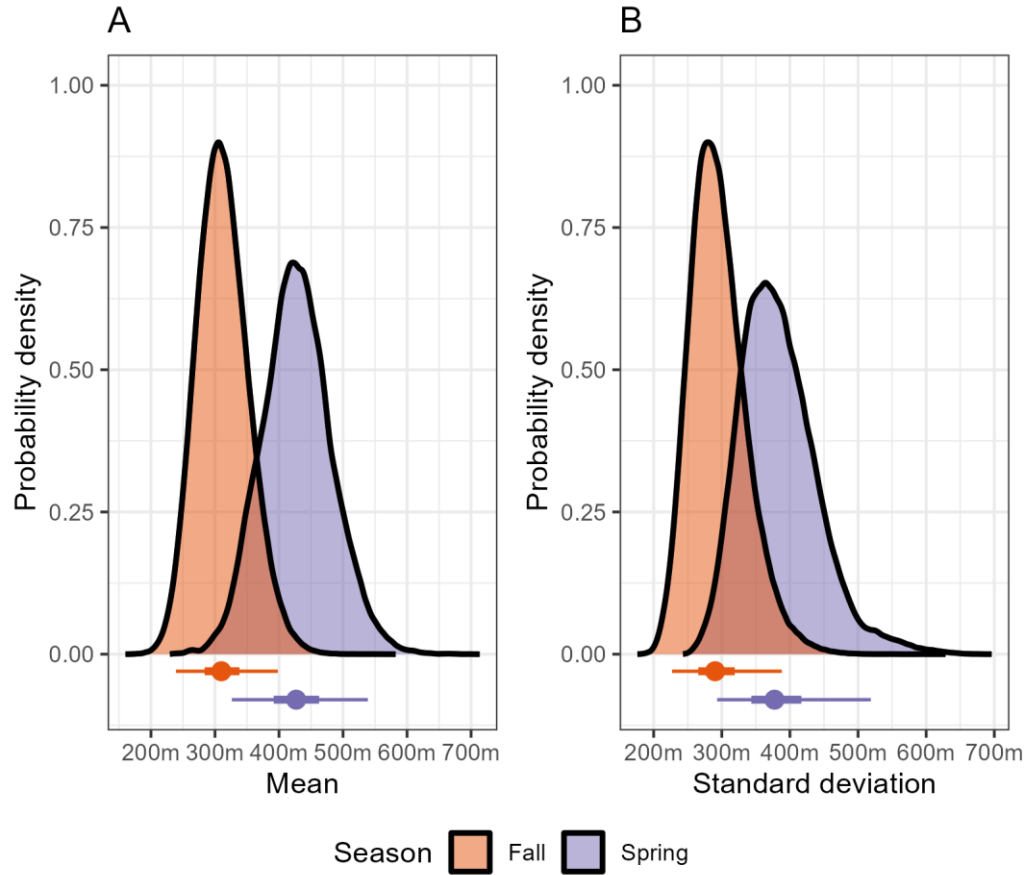 A
Probability density
1.00
0.75
0.50
0.25
0.00
200m 300m 400m 500m 600m 700m
Mean
B
Probability density
1.00
0.75
0.50
0.25
0.00
200m 300m 400m 500m 600m 700m
Standard deviation
Season Fall Spring